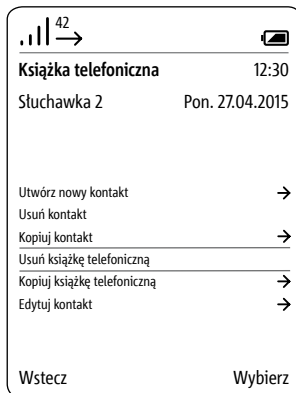 42
Książka telefoniczna 12:30
Słuchawka 2 Pon. 27.04.2015
Utwórz nowy kontakt
Usuń kontakt
Kopiuj kontakt
Usuń książkę telefoniczną
Kopiuj książkę telefoniczną
Edytuj kontakt
Wstecz Wybierz